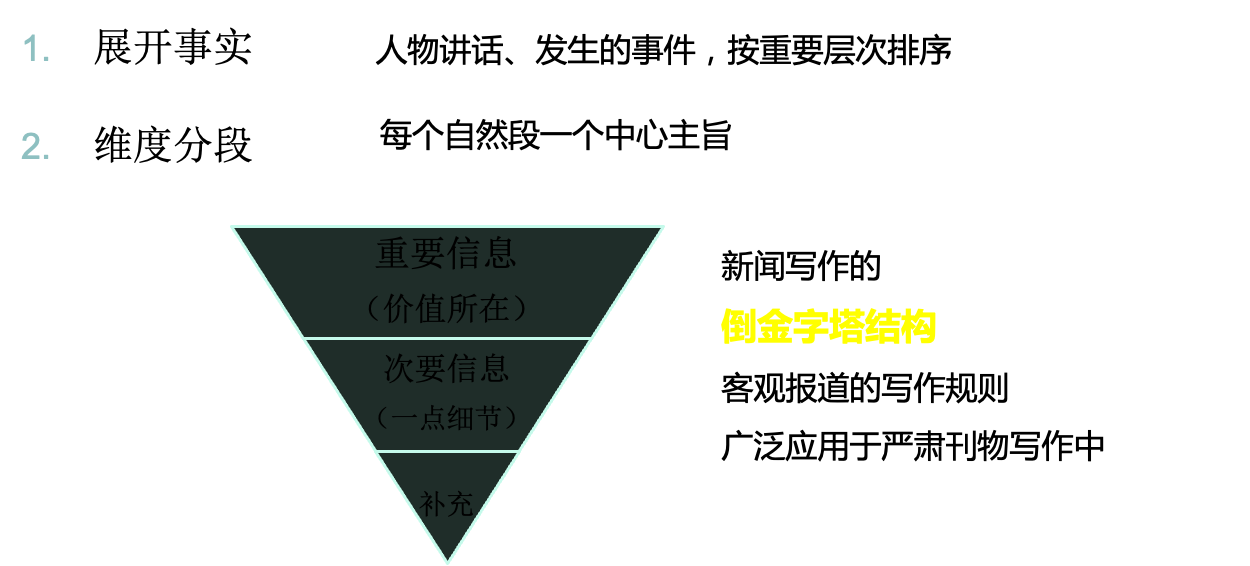 1. 展开事实 人物讲话、发生的事件，按重要层次排序
2. 维度分段 每个自然段一个中心主旨
重要信息
（价值所在）
次要信息
（一点细节）
补充
新闻写作的
倒金字塔结构
客观报道的写作规则
广泛应用于严肃刊物写作中